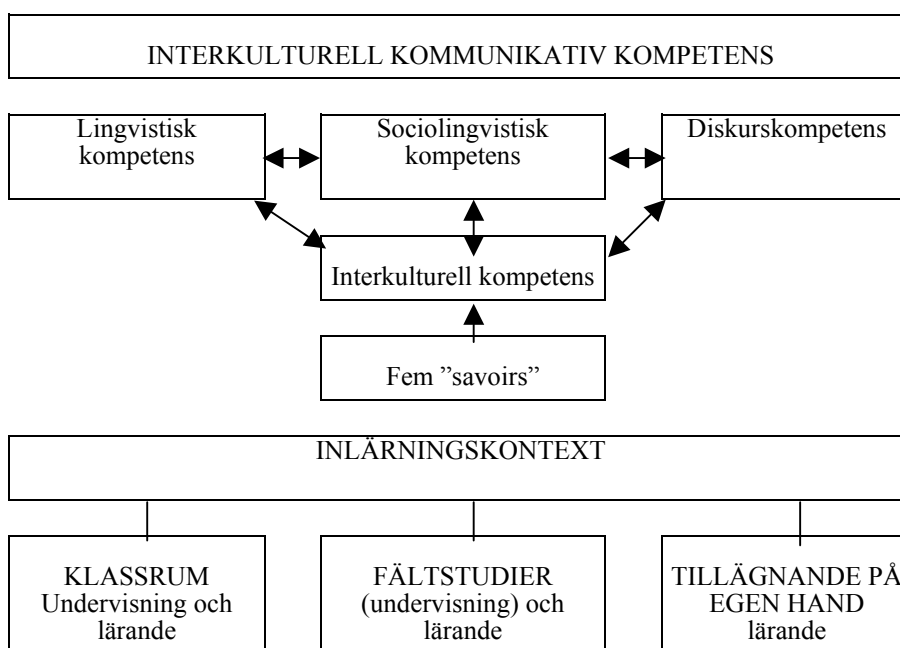 INTERKULTURELL KOMMUNIKATIV KOMPETENS
Lingvistisk
kompetens
Sociolingvistisk
kompetens
Diskurskompetens
Interkulturell kompetens
Fem ”savoirs”
INLÄRNINGSKONTEXT
KLASSRUM
Undervisning och
lärande
FÄLTSTUDIER
(undervisning) och
lärande
TILLÄGNANDE PÅ
EGEN HAND
lärande